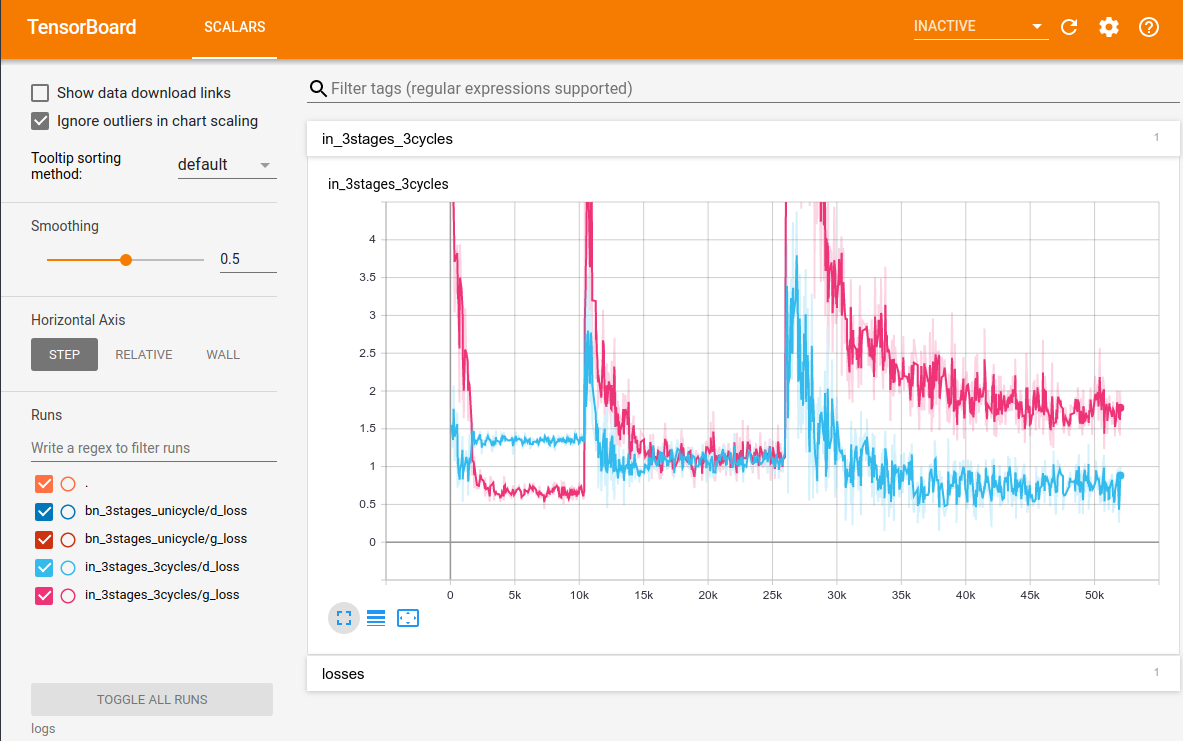 TensorBoard
SCALARS
INACTIVE
Show data download links
Ignore outliers in chart scaling
Tooltip sorting
method:
default
Smoothing
0.5
Horizontal Axis
STEP
RELATIVE
WALL
Runs
Write a regex to filter runs
.
bn_3stages_unicycle/d_loss
bn_3stages_unicycle/g_loss
in_3stages_3cycles/d_loss
in_3stages_3cycles/g_loss
TOGGLE ALL RUNS
logs
Filter tags (regular expressions supported)
in_3stages_3cycles 1
in_3stages_3cycles
4
3.5
3
2.5
2
1.5
1
0.5
0
0 5k 10k 15k 20k 25k 30k 35k 40k 45k 50k
losses 1